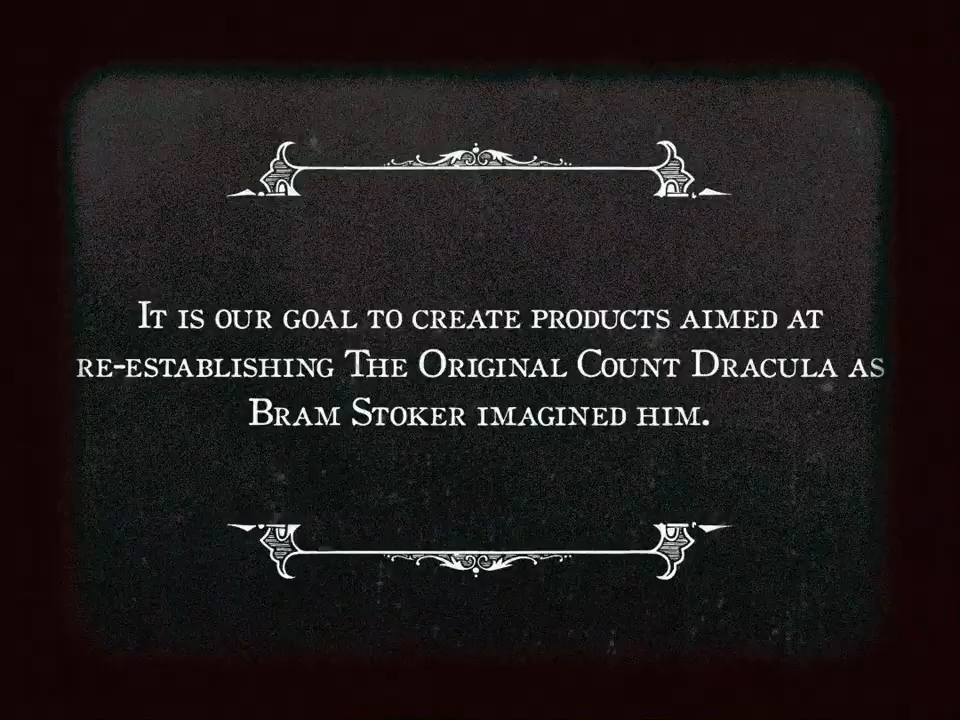 It is our goal to create products aimed at
re-establishing The Original Count Dracula as
Bram Stoker imagined him.